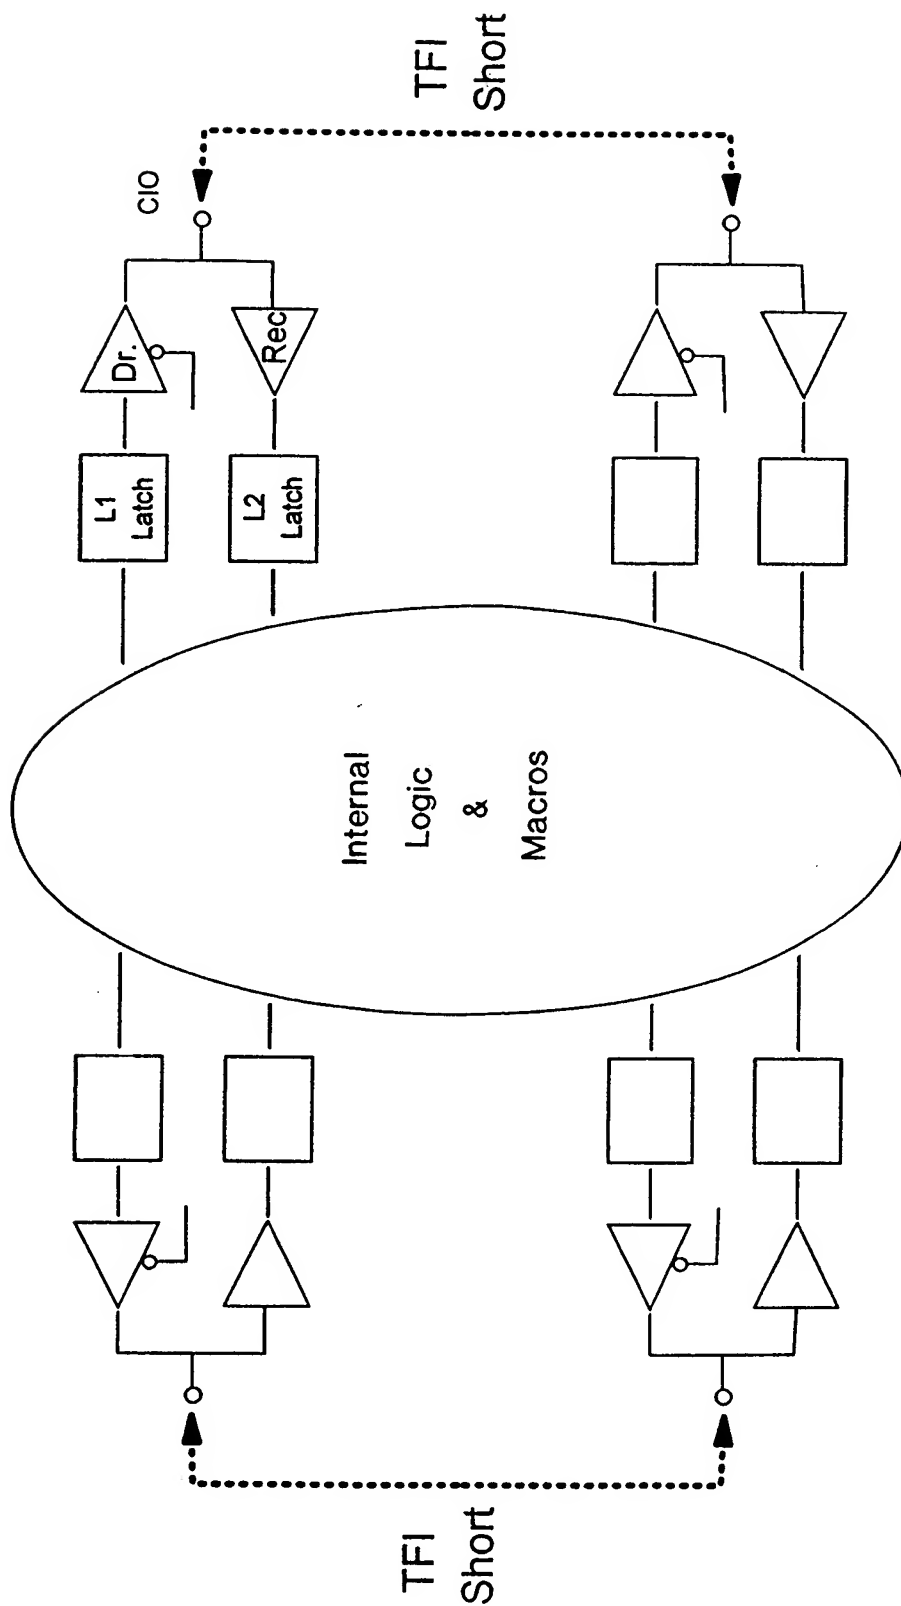 TFI
Short
CIO
Dr.
Rec
L1
Latch
L2
Latch
Internal
Logic
&
Macros
TFI
Short